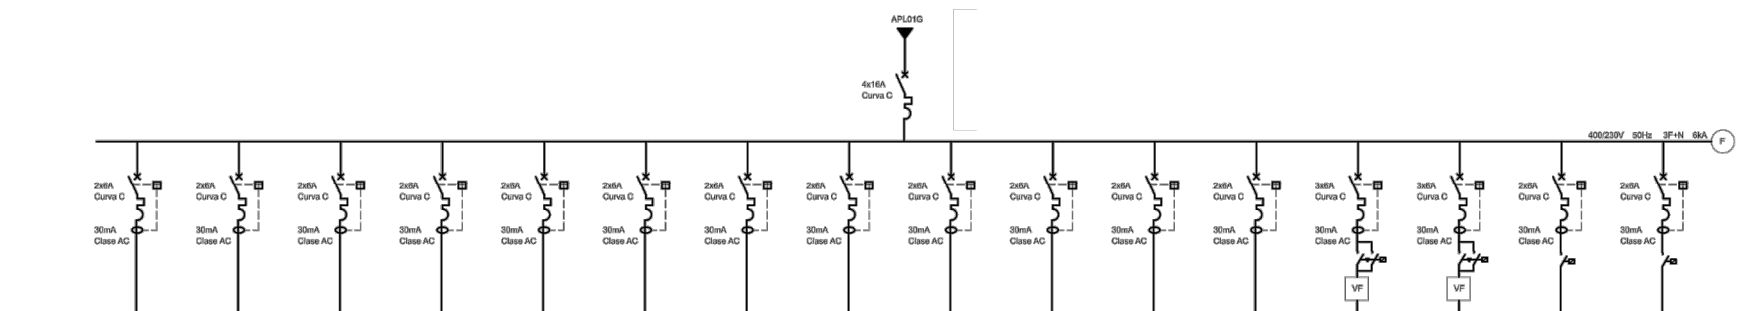 APL01G
4x16A
Curva C
400/230V 50Hz 3F+N 6kA
F
2x6A
Curva C
30mA
Clase AC
2x6A
Curva C
30mA
Clase AC
2x6A
Curva C
30mA
Clase AC
2x6A
Curva C
30mA
Clase AC
2x6A
Curva C
30mA
Clase AC
2x6A
Curva C
30mA
Clase AC
2x6A
Curva C
30mA
Clase AC
2x6A
Curva C
30mA
Clase AC
2x6A
Curva C
30mA
Clase AC
2x6A
Curva C
30mA
Clase AC
2x6A
Curva C
30mA
Clase AC
2x6A
Curva C
30mA
Clase AC
3x6A
Curva C
30mA
Clase AC
VF
3x6A
Curva C
30mA
Clase AC
VF
2x6A
Curva C
30mA
Clase AC
2x6A
Curva C
30mA
Clase AC